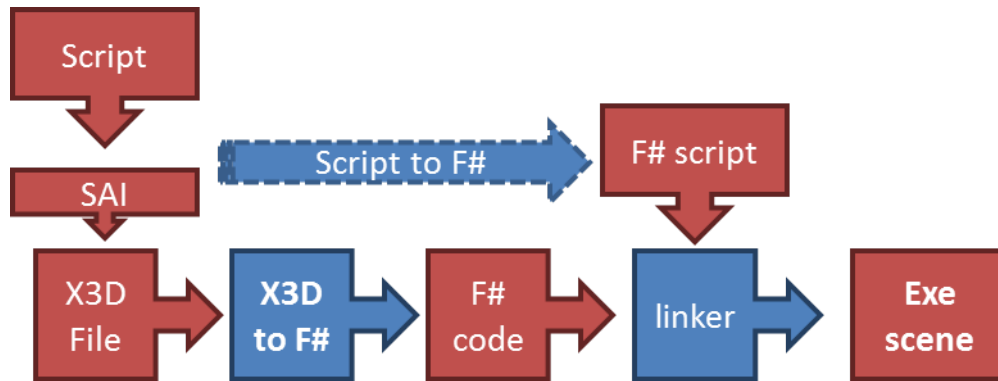 Script
Script to F#
F# script
SAI
X3D
File
X3D
to F#
F#
code
linker
Exe
scene